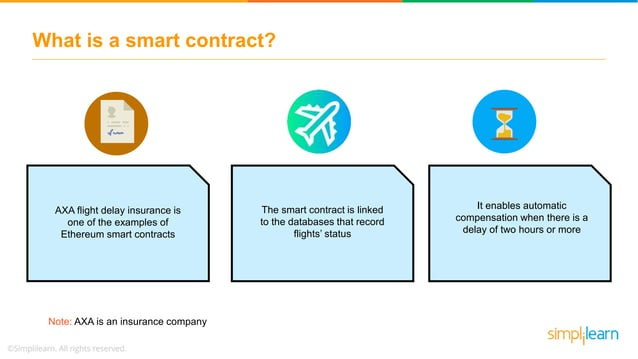 What is a smart contract?
AXA flight delay insurance is
one of the examples of
Ethereum smart contracts
The smart contract is linked
to the databases that record
flights’ status
It enables automatic
compensation when there is a
delay of two hours or more
Note: AXA is an insurance company
simplilearn
©Simplilearn. All rights reserved.